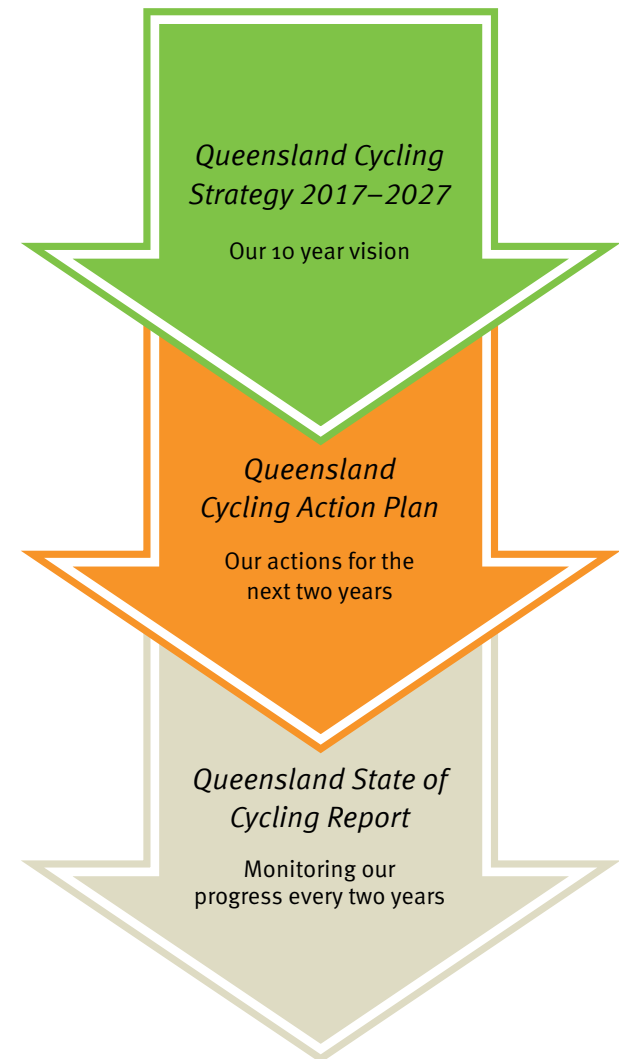 Queensland Cycling
Strategy 2017–2027
Our 10 year vision
Queensland
Cycling Action Plan
Our actions for the
next two years
Queensland State of
Cycling Report
Monitoring our
progress every two years